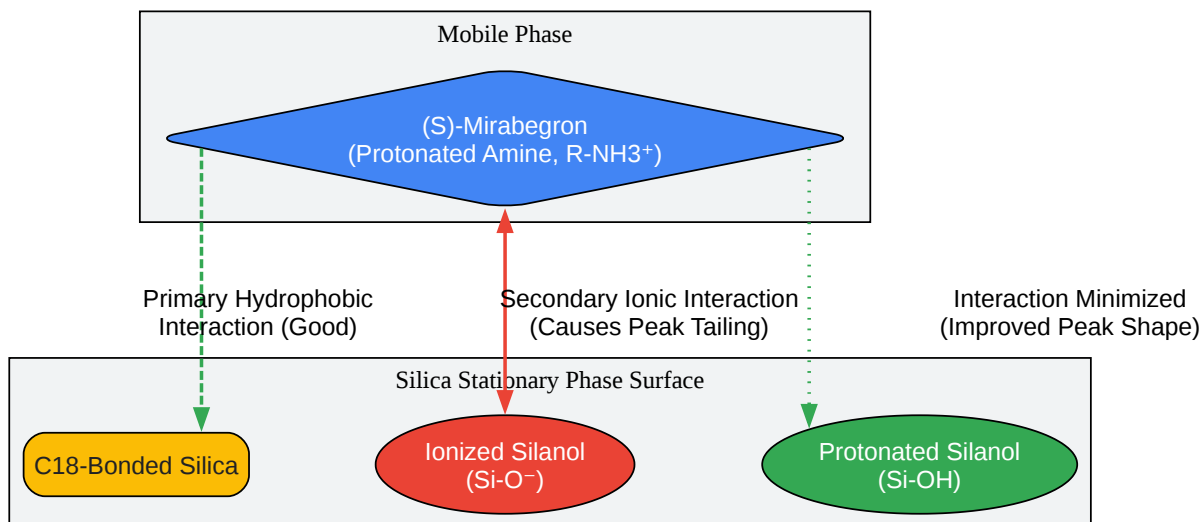 Mobile Phase
(S)-Mirabegron
(Protonated Amine, R-NH3⁺)
Primary Hydrophobic
Interaction (Good)
Secondary Ionic Interaction
(Causes Peak Tailing)
Interaction Minimized
(Improved Peak Shape)
Silica Stationary Phase Surface
C18-Bonded Silica
Ionized Silanol
(Si-O⁻)
Protonated Silanol
(Si-OH)